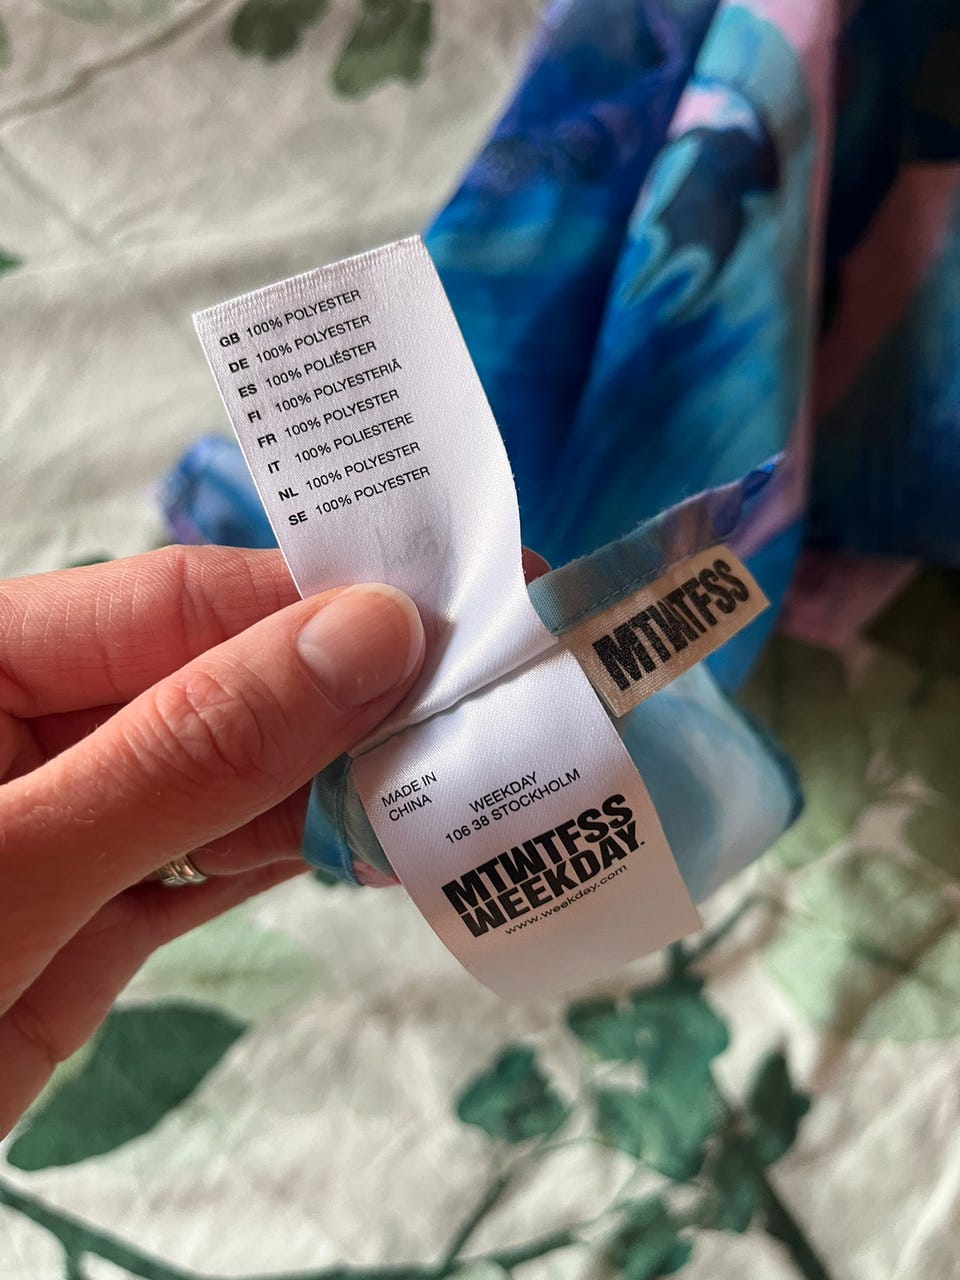 GB 100% POLYESTER
DE 100% POLYESTER
ES 100% POLIÉSTER
FI 100% POLYESTERIÄ
FR 100% POLYESTER
IT 100% POLIESTERE
NL 100% POLYESTER
SE 100% POLYESTER
MTWTFSS
MADE IN
CHINA
WEEKDAY
106 38 STOCKHOLM
MTWTFSS
WEEKDAY.
www.weekday.com